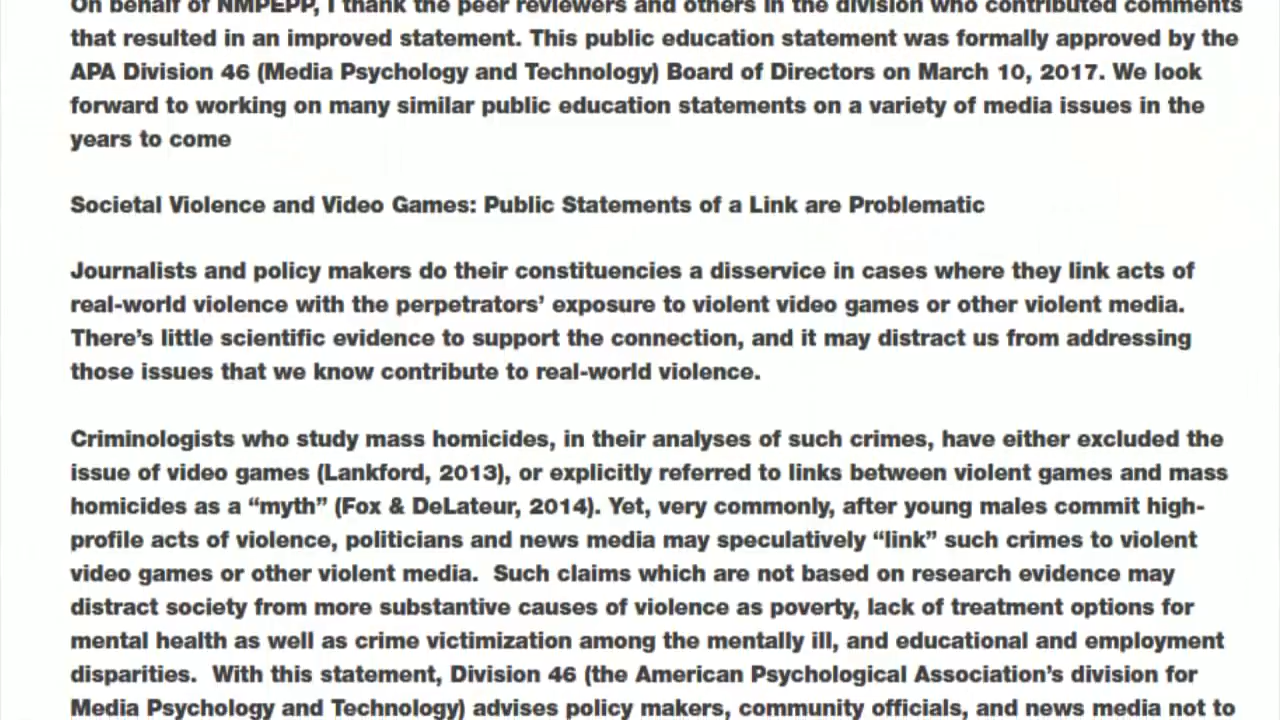 On behalf of NMPEPP, I thank the peer reviewers and others in the division who contributed comments
that resulted in an improved statement. This public education statement was formally approved by the
APA Division 46 (Media Psychology and Technology) Board of Directors on March 10, 2017. We look
forward to working on many similar public education statements on a variety of media issues in the
years to come
Societal Violence and Video Games: Public Statements of a Link are Problematic
Journalists and policy makers do their constituencies a disservice in cases where they link acts of
real-world violence with the perpetrators’ exposure to violent video games or other violent media.
There’s little scientific evidence to support the connection, and it may distract us from addressing
those issues that we know contribute to real-world violence.
Criminologists who study mass homicides, in their analyses of such crimes, have either excluded the
issue of video games (Lankford, 2013), or explicitly referred to links between violent games and mass
homicides as a “myth” (Fox & DeLateur, 2014). Yet, very commonly, after young males commit high-
profile acts of violence, politicians and news media may speculatively “link” such crimes to violent
video games or other violent media.  Such claims which are not based on research evidence may
distract society from more substantive causes of violence as poverty, lack of treatment options for
mental health as well as crime victimization among the mentally ill, and educational and employment
disparities.  With this statement, Division 46 (the American Psychological Association’s division for
Media Psychology and Technology) advises policy makers, community officials, and news media not to